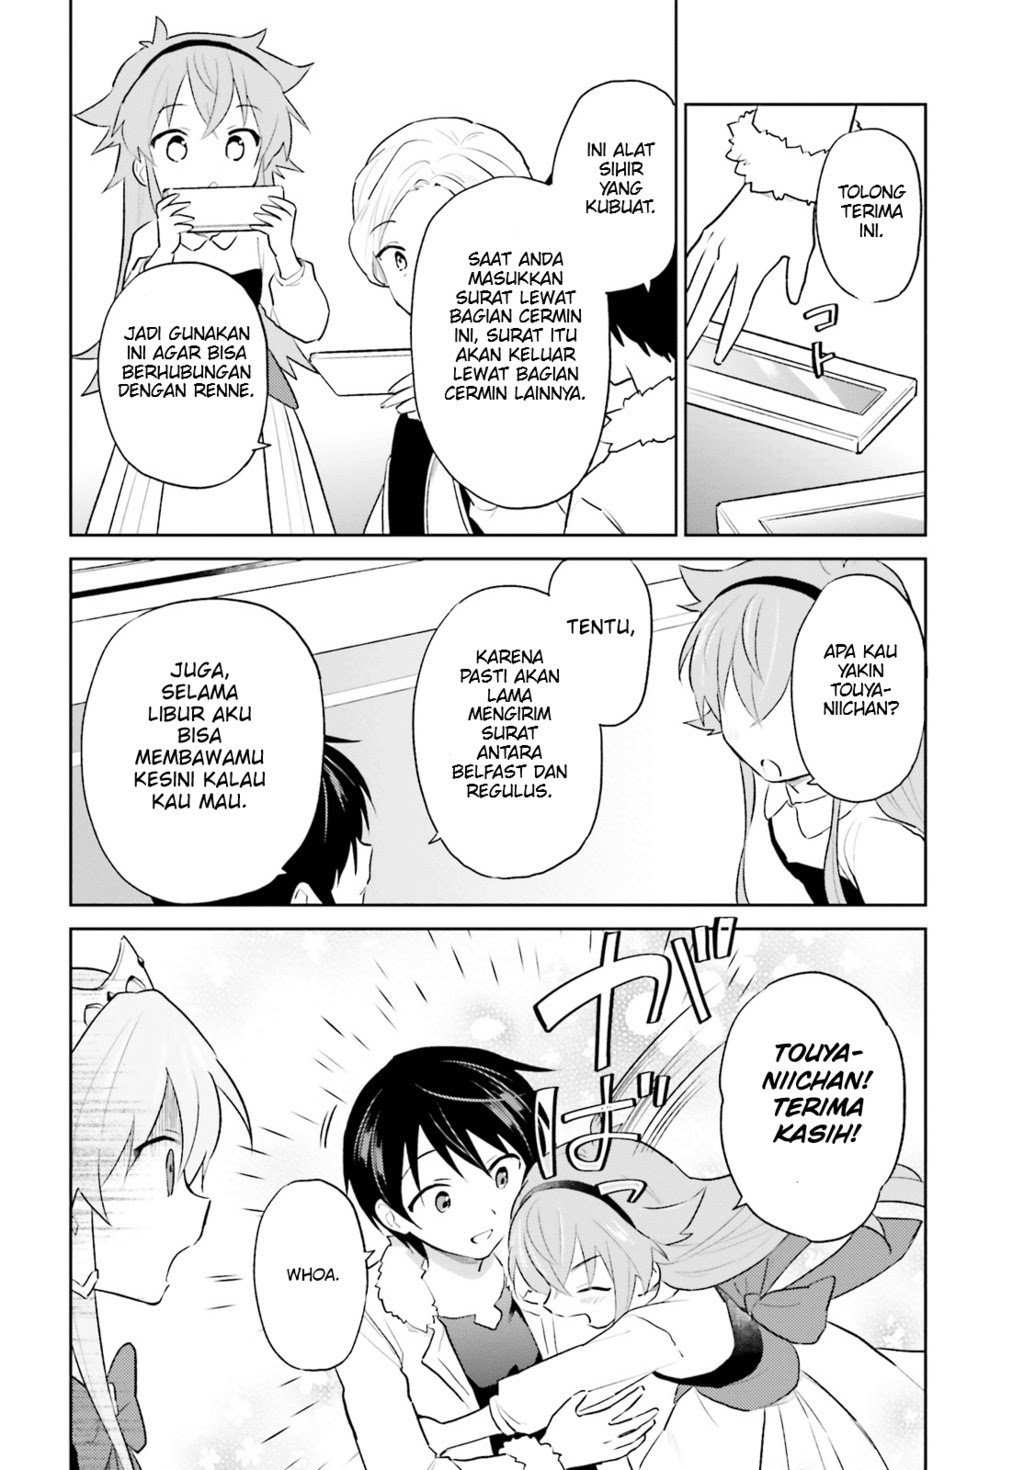 TOLONG
TERIMA
INI.
コト
INI ALAT
SIHIR
YANG
KUBUAT.
SAAT ANDA
MASUKKAN
SURAT LEWAT
BAGIAN CERMIN
INI, SURAT ITU
AKAN KELUAR
LEWAT BAGIAN
CERMIN LAINNYA.
JADI GUNAKAN
INI AGAR BISA
BERHUBUNGAN
DENGAN RENNE.
APA KAU
YAKIN
TOUYA-
NIICHAN?
TENTU,
KARENA
PASTI AKAN
LAMA
MENGIRIM
SURAT
ANTARA
BELFAST DAN
REGULUS.
JUGA,
SELAMA
LIBUR AKU
BISA
MEMBAWAMU
KESINI KALAU
KAU MAU.
TOUYA-
NIICHAN!
TERIMA
KASIH!
ガバ
WHOA.